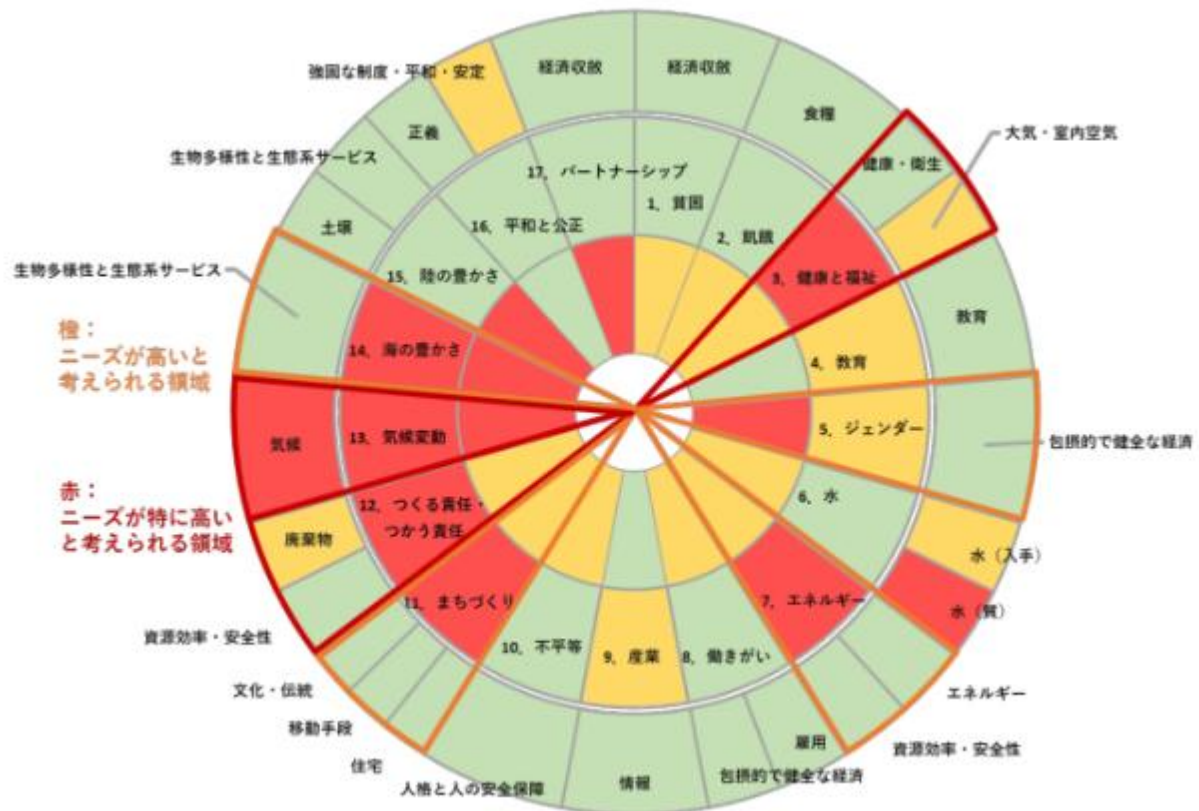 強固な制度・平和・安定
経済収斂
経済収斂
食糧
健康・衛生
大気・室内空気
教育
包摂的で健全な経済
水（入手）
水（質）
エネルギー
資源効率・安全性
雇用
包摂的で健全な経済
情報
人格と人の安全保障
住宅
移動手段
文化・伝統
資源効率・安全性
廃棄物
気候
生物多様性と生態系サービス
土壌
生物多様性と生態系サービス
正義
1，貧困
2，飢餓
3，健康と福祉
4，教育
5，ジェンダー
6，水
7，エネルギー
8，働きがい
9，産業
10，不平等
11，まちづくり
12，つくる責任・
つかう責任
13，気候変動
14，海の豊かさ
15，陸の豊かさ
16，平和と公正
17，パートナーシップ
橙：
ニーズが高いと
考えられる領域
赤：
ニーズが特に高い
と考えられる領域